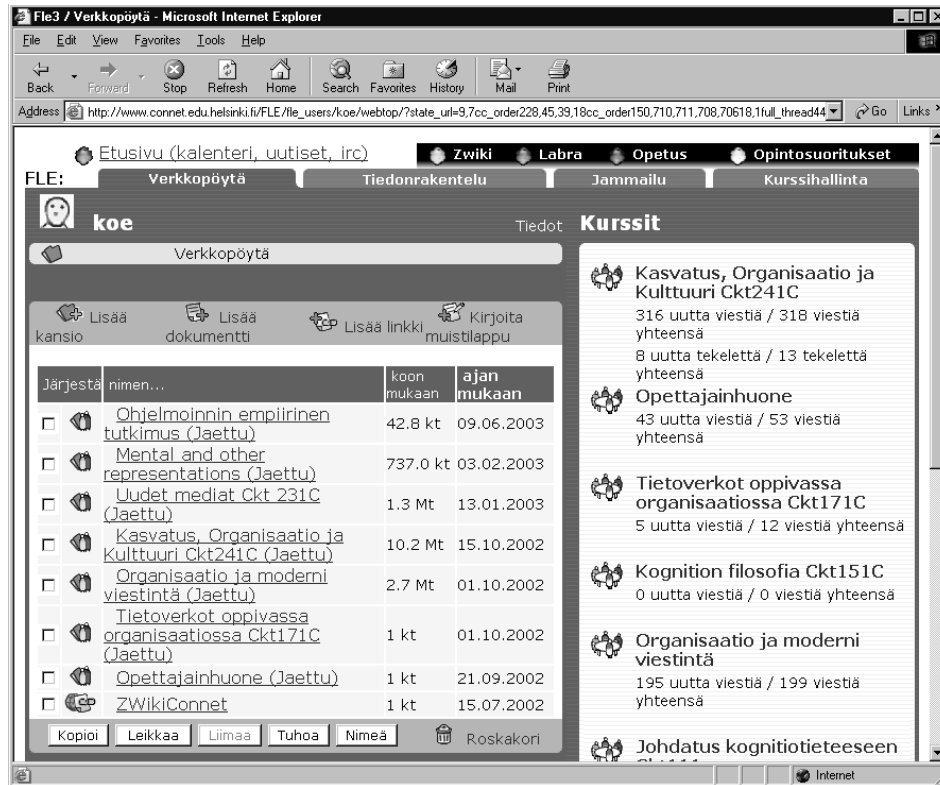 Fle3 / Verkkopöytä - Microsoft Internet Explorer
File Edit View Favorites Tools Help
Back Forward Stop Refresh Home Search Favorites History Mail Print
Address http://www.connet.edu.helsinki.fi/FLE/fle_users/koe/webtop/?state_url=9,7cc_order228,45,39,18cc_order150,710,711,708,70618,1full_thread44 Go Links
Etusivu (kalenteri, uutiset, irc) Zwiki Labra Opetus Opintosuoritukset
FLE: Verkkopöytä Tiedonrakentelu Jammailu Kurssihallinta
koe Tiedot
Verkkopöytä
Lisää kansio
Lisää dokumentti
Lisää linkki
Kirjoita muistilappu
Järjestä nimen... koon mukaan ajan mukaan
Ohjelmoinnin empiirinen
tutkimus (Jaettu) 42.8 kt 09.06.2003
Mental and other
representations (Jaettu) 737.0 kt 03.02.2003
Uudet mediat Ckt 231C
(Jaettu) 1.3 Mt 13.01.2003
Kasvatus, Organisaatio ja
Kulttuuri Ckt241C (Jaettu) 10.2 Mt 15.10.2002
Organisaatio ja moderni
viestintä (Jaettu) 2.7 Mt 01.10.2002
Tietoverkot oppivassa
organisaatiossa Ckt171C
(Jaettu) 1 kt 01.10.2002
Opettajainhuone (Jaettu) 1 kt 21.09.2002
ZWikiConnet 1 kt 15.07.2002
Kopioi Leikkaa Liimaa Tuhoa Nimeä Roskakori
Kurssit
Kasvatus, Organisaatio ja
Kulttuuri Ckt241C
316 uutta viestiä / 318 viestiä
yhteensä
8 uutta tekelettä / 13 tekelettä
yhteensä
Opettajainhuone
43 uutta viestiä / 53 viestiä
yhteensä
Tietoverkot oppivassa
organisaatiossa Ckt171C
5 uutta viestiä / 12 viestiä yhteensä
Kognition filosofia Ckt151C
0 uutta viestiä / 0 viestiä yhteensä
Organisaatio ja moderni
viestintä
195 uutta viestiä / 199 viestiä
yhteensä
Johdatus kognitiotieteeseen
Internet